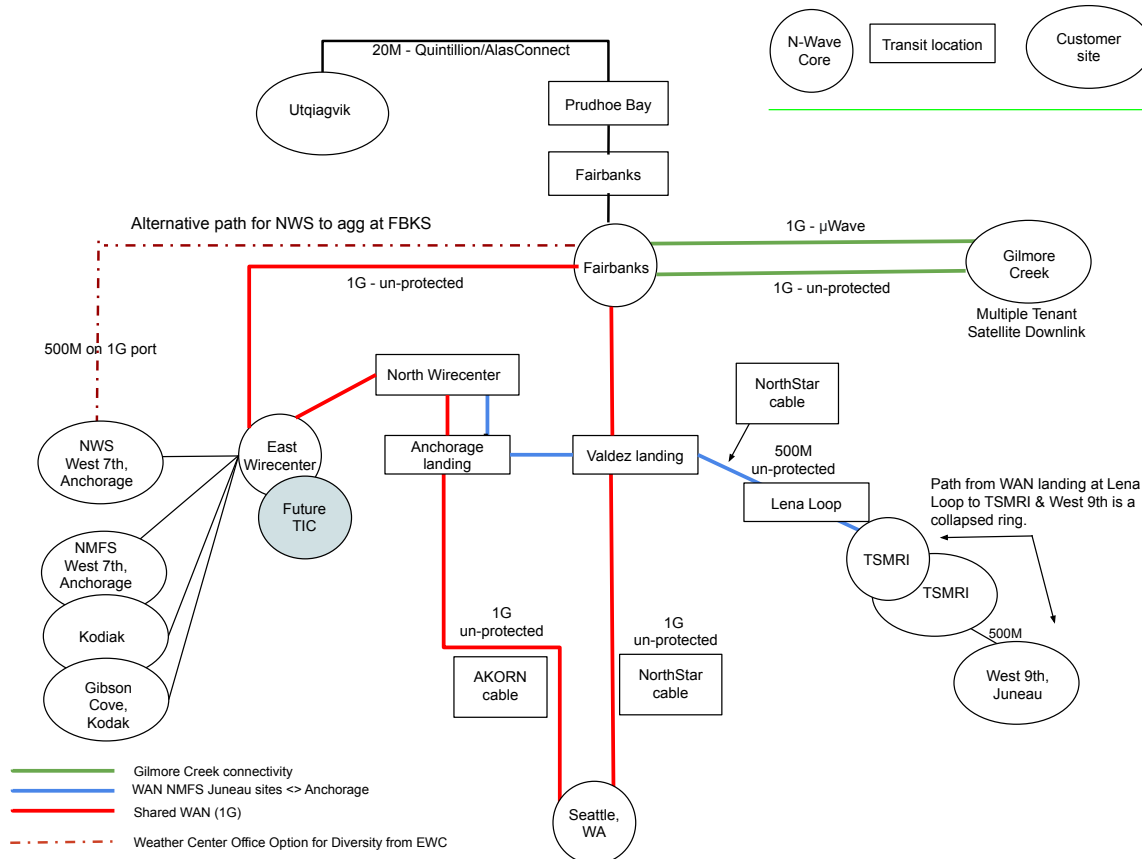 20M - Quintillion/AlasConnect
N-Wave
Core
Transit location
Customer
site
Utqiagvik
Prudhoe Bay
Fairbanks
Alternative path for NWS to agg at FBKS
1G - µWave
Fairbanks
Gilmore
Creek
1G - un-protected
1G - un-protected
Multiple Tenant
Satellite Downlink
500M on 1G port
North Wirecenter
NorthStar
cable
NWS
West 7th,
Anchorage
East
Wirecenter
Anchorage
landing
Valdez landing
500M
un-protected
Future
TIC
Lena Loop
Path from WAN landing at Lena
Loop to TSMRI & West 9th is a
collapsed ring.
NMFS
West 7th,
Anchorage
TSMRI
TSMRI
Kodiak
1G
un-protected
1G
un-protected
500M
Gibson
Cove,
Kodak
AKORN
cable
NorthStar
cable
West 9th,
Juneau
Gilmore Creek connectivity
WAN NMFS Juneau sites <> Anchorage
Shared WAN (1G)
Weather Center Office Option for Diversity from EWC
Seattle,
WA